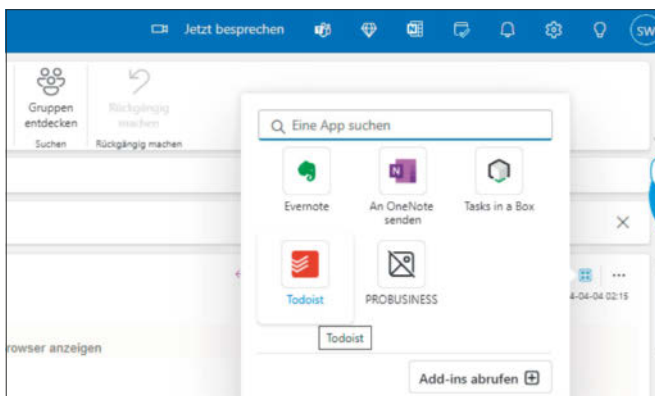 Jetzt besprechen
SW
Gruppen
entdecken
Rückgängig
machen
Suchen
Rückgängig machen
Eine App suchen
Evernote
An OneNote
senden
Tasks in a Box
Todoist
PROBUSINESS
4-04-04 02:15
Todoist
rowser anzeigen
Add-ins abrufen